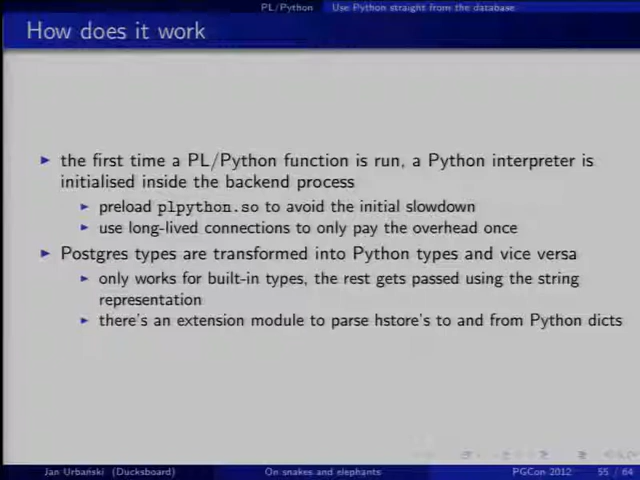 PL/Python Use Python straight from the database
How does it work
the first time a PL/Python function is run, a Python interpreter is
initialised inside the backend process
preload plpython.so to avoid the initial slowdown
use long-lived connections to only pay the overhead once
Postgres types are transformed into Python types and vice versa
only works for built-in types, the rest gets passed using the string
representation
there's an extension module to parse hstore's to and from Python dicts
Jan Urbański (Ducksboard) On snakes and elephants PGCon 2012 55 / 64